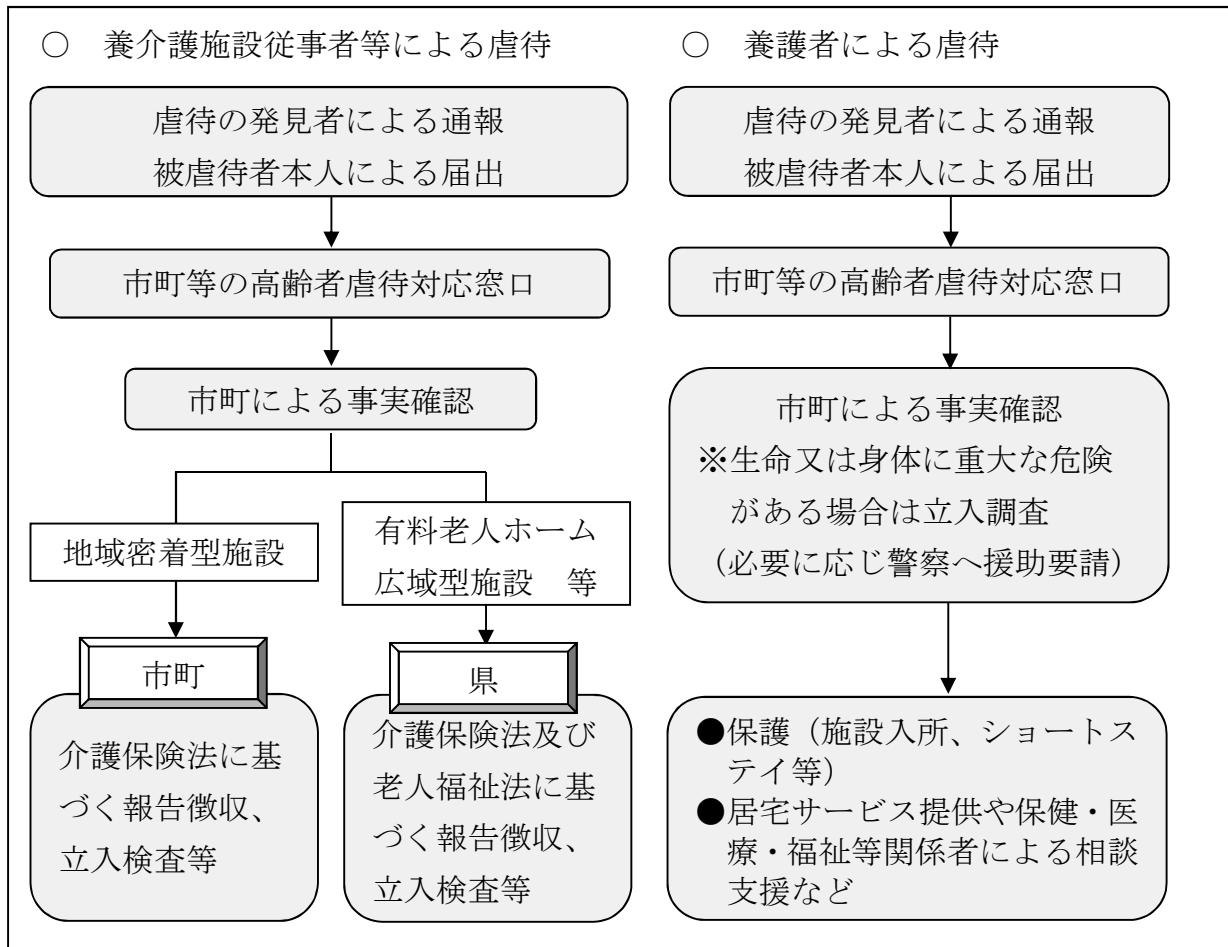 ○　養介護施設従事者等による虐待
虐待の発見者による通報
被虐待者本人による届出
市町等の高齢者虐待対応窓口
市町による事実確認
地域密着型施設
有料老人ホーム
広域型施設　等
市町
介護保険法に基
づく報告徴収、
立入検査等
県
介護保険法及び
老人福祉法に基
づく報告徴収、
立入検査等
○　養護者による虐待
虐待の発見者による通報
被虐待者本人による届出
市町等の高齢者虐待対応窓口
市町による事実確認
※生命又は身体に重大な危険
がある場合は立入調査
（必要に応じ警察へ援助要請）
●保護（施設入所、ショートス
テイ等）
●居宅サービス提供や保健・医
療・福祉等関係者による相談
支援など